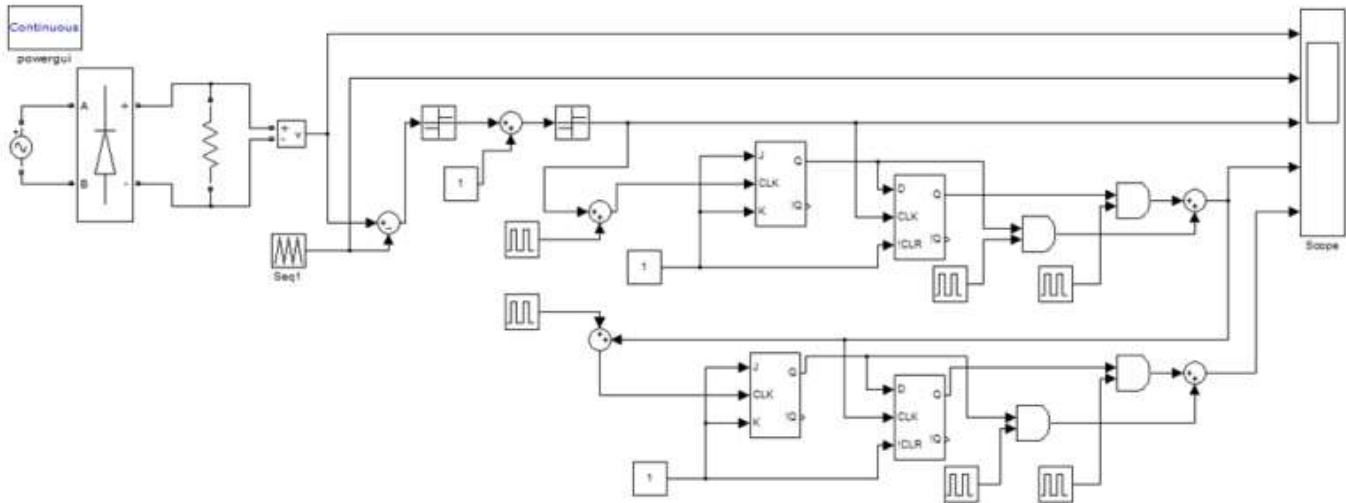 Continuous
powergui
A
+
B
-
+
-
v
1
Seq1
J
Q
CLK
K
!Q
D
Q
CLK
!CLR
!Q
1
Scope
J
Q
CLK
K
!Q
D
Q
CLK
!CLR
!Q
1